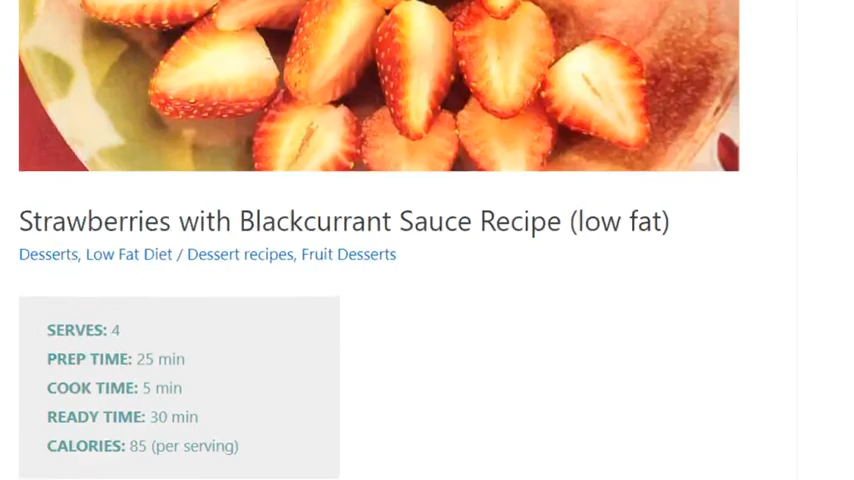 Strawberries with Blackcurrant Sauce Recipe (low fat)
Desserts, Low Fat Diet / Dessert recipes, Fruit Desserts
SERVES: 4
PREP TIME: 25 min
COOK TIME: 5 min
READY TIME: 30 min
CALORIES: 85 (per serving)